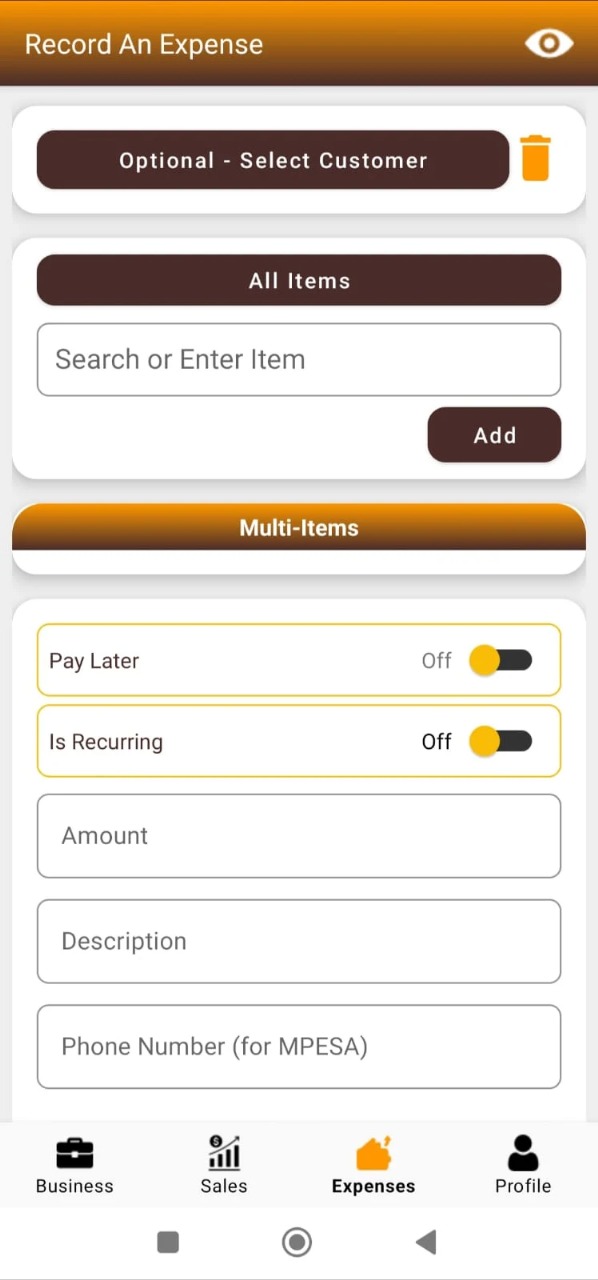 Record An Expense
Optional - Select Customer
All Items
Search or Enter Item
Add
Multi-Items
Pay Later Off
Is Recurring Off
Amount
Description
Phone Number (for MPESA)
Business Sales Expenses Profile